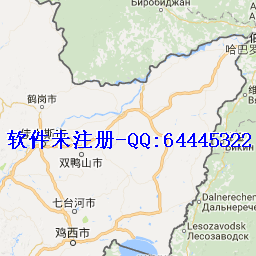 Биробиджан
哈巴罗
鹤岗市
软件未注册-QQ:64445322
双鸭山市
Бикин
七台河市
Dalnerechen
Дальнерече
鸡西市
Lesozavodsk
Лесозаводск